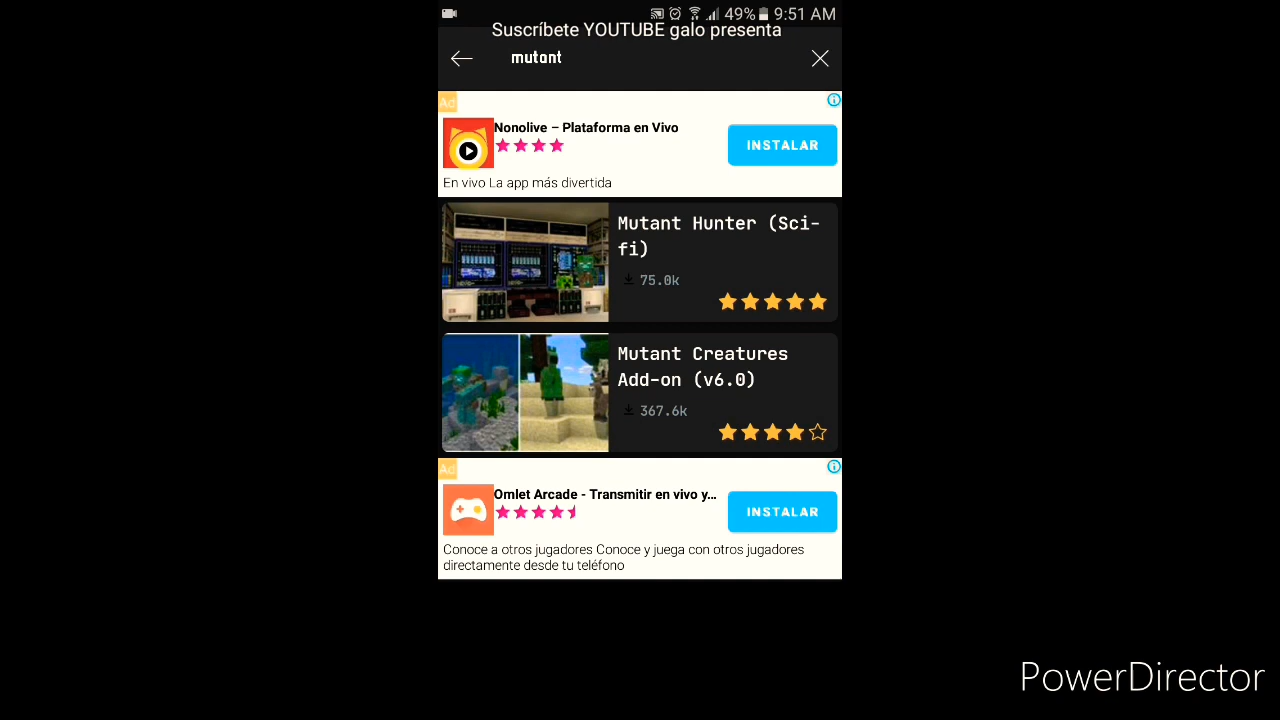 49% 9:51 AM
Suscríbete YOUTUBE galo presenta
mutant
Ad
Nonolive – Plataforma en Vivo
INSTALAR
En vivo La app más divertida
Mutant Hunter (Sci-
fi)
75.0k
Mutant Creatures
Add-on (v6.0)
367.6k
Ad
Omlet Arcade - Transmitir en vivo y...
INSTALAR
Conoce a otros jugadores Conoce y juega con otros jugadores
directamente desde tu teléfono
PowerDirector